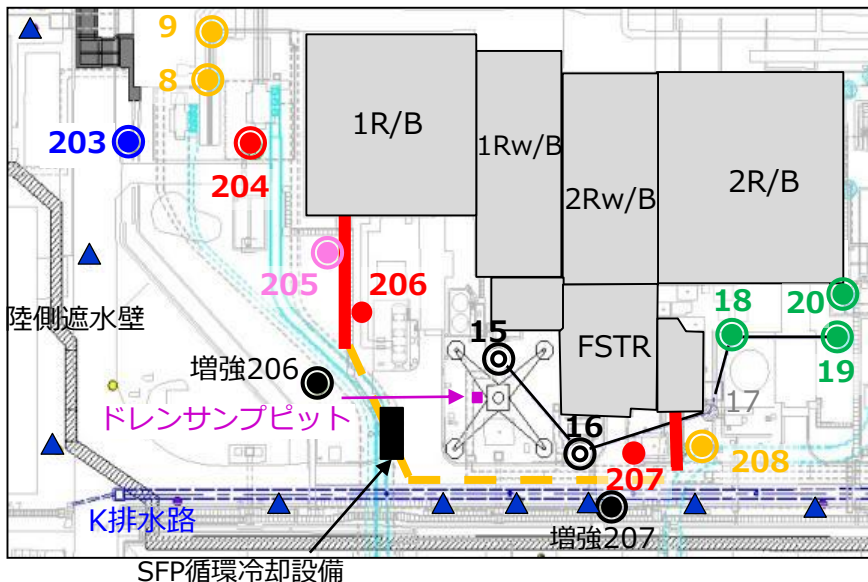 9
8
203
204
1R/B
1Rw/B
2Rw/B
2R/B
205
206
陸側遮水壁
15
18
20
19
FSTR
増強206
ドレンサンプピット
17
16
207
208
K排水路
増強207
SFP循環冷却設備